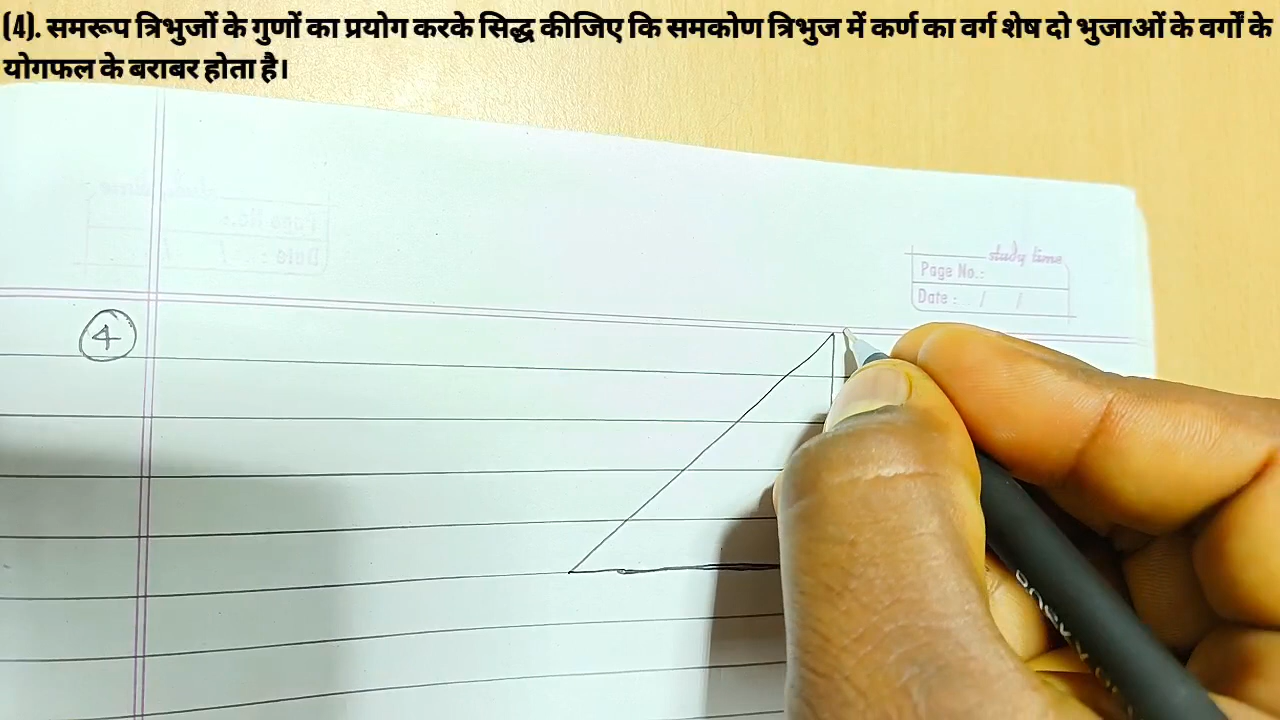 (4). समरूप त्रिभुजों के गुणों का प्रयोग करके सिद्ध कीजिए कि समकोण त्रिभुज में कर्ण का वर्ग शेष दो भुजाओं के वर्गों के
योगफल के बराबर होता है।
study time
Page No.:
Date : / /
4